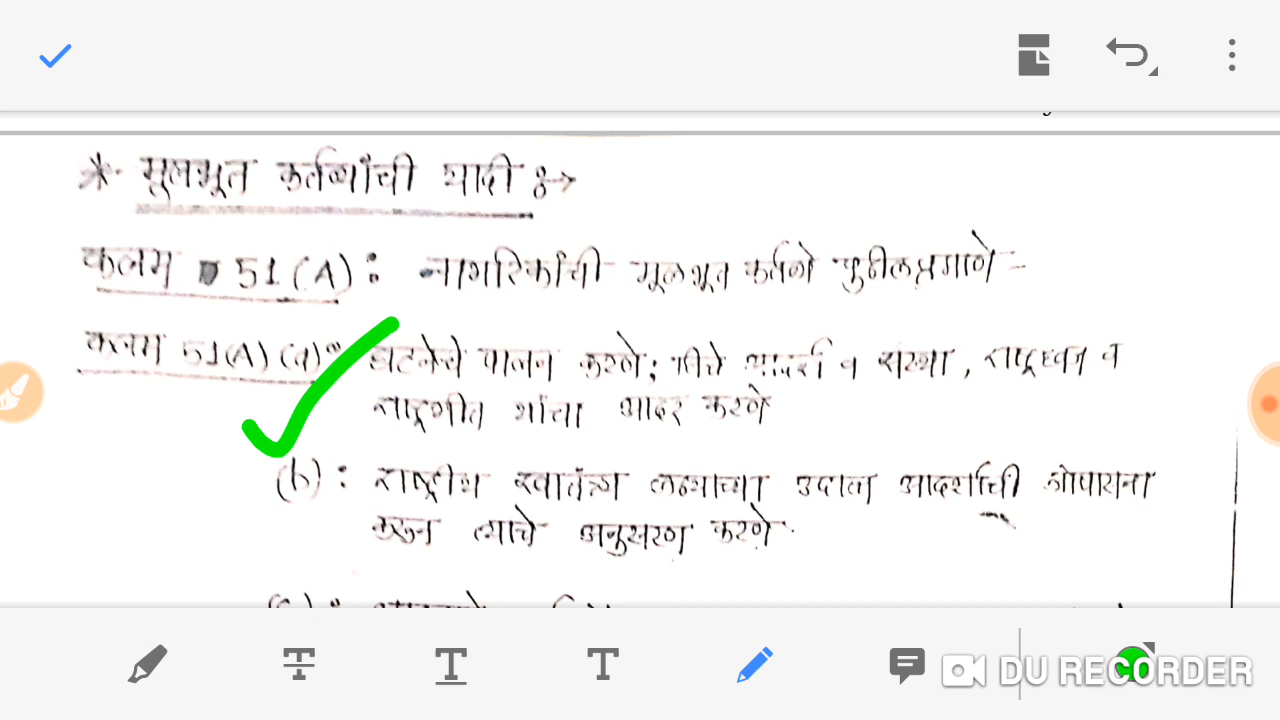 * मूलभूत कर्तव्यांची यादी :→
कलम 51(A): नागरिकांची मूलभूत कर्तव्ये पुढीलप्रमाणे -
कलम 51(A) (a): घटनेचे पालन करणे; तिचे आदर्श व संस्था, राष्ट्रध्वज व
राष्ट्रगीत यांचा आदर करणे
(b): राष्ट्रीय स्वातंत्र्य लढ्याच्या उदात्त आदर्शांची जोपासना
करून त्याचे अनुसरण करणे.
T T T
DU RECORDER